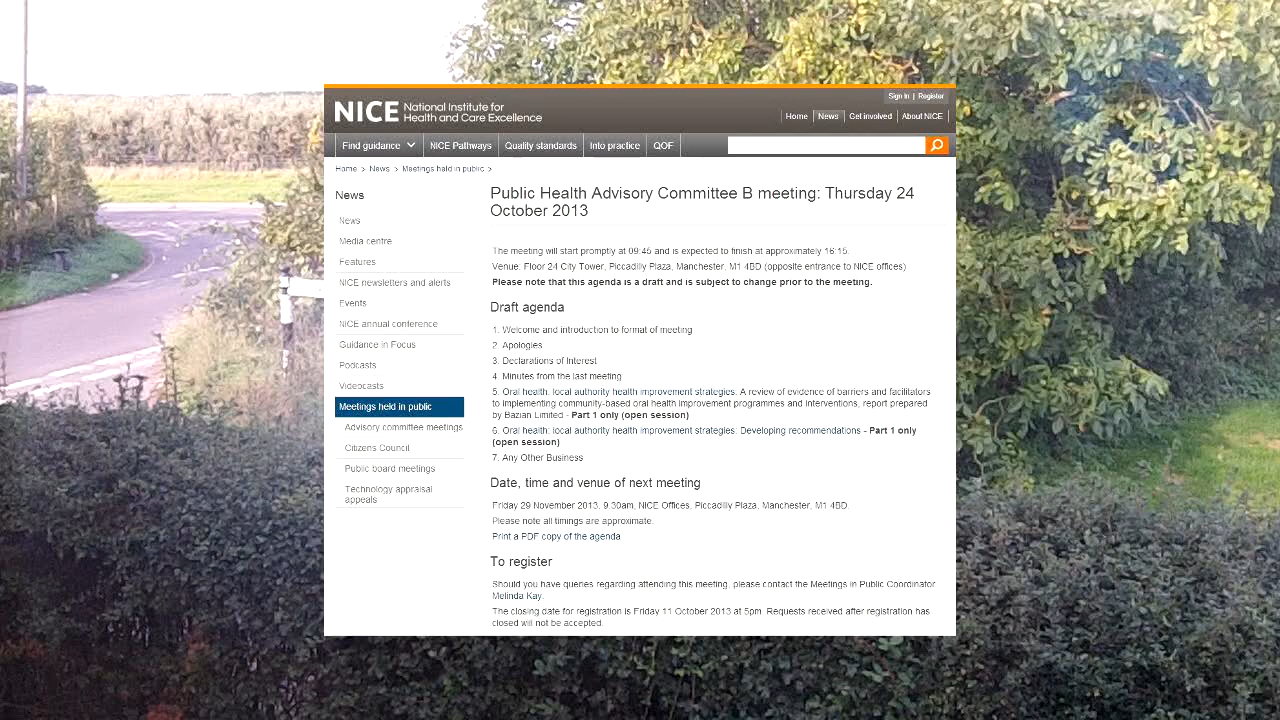 Sign In | Register
NICE National Institute for
Health and Care Excellence
Home News Get involved About NICE
Find guidance NICE Pathways Quality standards Into practice QOF
Home > News > Meetings held in public >
News
News
Media centre
Features
NICE newsletters and alerts
Events
NICE annual conference
Guidance in Focus
Podcasts
Videocasts
Meetings held in public
Advisory committee meetings
Citizens Council
Public board meetings
Technology appraisal
appeals
Public Health Advisory Committee B meeting: Thursday 24
October 2013
The meeting will start promptly at 09:45 and is expected to finish at approximately 16:15.
Venue: Floor 24 City Tower, Piccadilly Plaza, Manchester, M1 4BD (opposite entrance to NICE offices)
Please note that this agenda is a draft and is subject to change prior to the meeting.
Draft agenda
1. Welcome and introduction to format of meeting
2. Apologies
3. Declarations of Interest
4. Minutes from the last meeting
5. Oral health: local authority health improvement strategies: A review of evidence of barriers and facilitators
to implementing community-based oral health improvement programmes and interventions, report prepared
by Bazian Limited - Part 1 only (open session)
6. Oral health: local authority health improvement strategies: Developing recommendations - Part 1 only
(open session)
7. Any Other Business
Date, time and venue of next meeting
Friday 29 November 2013, 9.30am, NICE Offices, Piccadilly Plaza, Manchester, M1 4BD.
Please note all timings are approximate.
Print a PDF copy of the agenda
To register
Should you have queries regarding attending this meeting, please contact the Meetings in Public Coordinator
Melinda Kay.
The closing date for registration is Friday 11 October 2013 at 5pm. Requests received after registration has
closed will not be accepted.